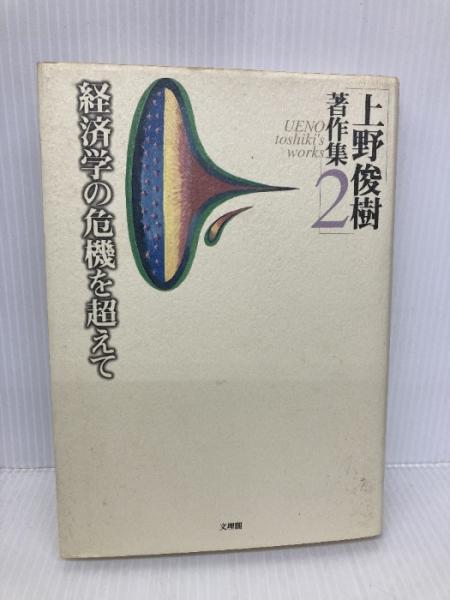 上野俊樹
著作集
2
UENO
toshiki's
works
経済学の危機を超えて
文理閣